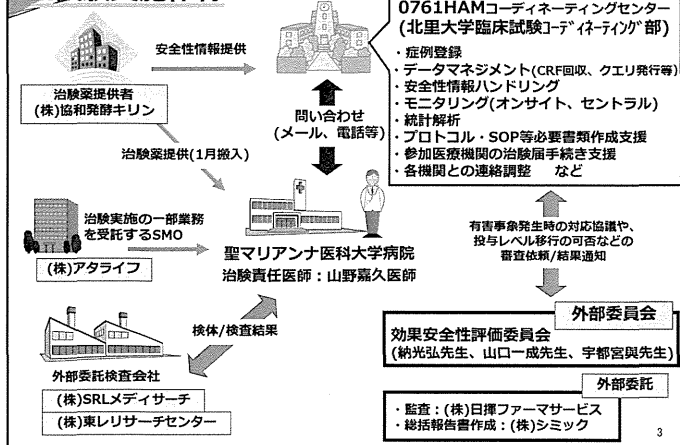 0761HAMコーディネーティングセンター
(北里大学臨床試験コーディネーティング部)
・症例登録
・データマネジメント(CRF回収、クエリ発行等)
・安全性情報ハンドリング
・モニタリング(オンサイト、セントラル)
・統計解析
・プロトコル・SOP等必要書類作成支援
・参加医療機関の治験届手続き支援
・各機関との連絡調整 など
安全性情報提供
治験薬提供者
(株)協和発酵キリン
問い合わせ
(メール、電話等)
治験薬提供(1月搬入)
治験実施の一部業務
を受託するSMO
(株)アタライフ
聖マリアンナ医科大学病院
治験責任医師：山野嘉久医師
有害事象発生時の対応協議や、
投与レベル移行の可否などの
審査依頼/結果通知
検体/検査結果
外部委託検査会社
(株)SRLメディサーチ
(株)東レリサーチセンター
外部委員会
効果安全性評価委員会
(納光弘先生、山口一成先生、宇都宮與先生)
外部委託
・監査：(株)日揮ファーマサービス
・総括報告書作成：(株)シミック
3